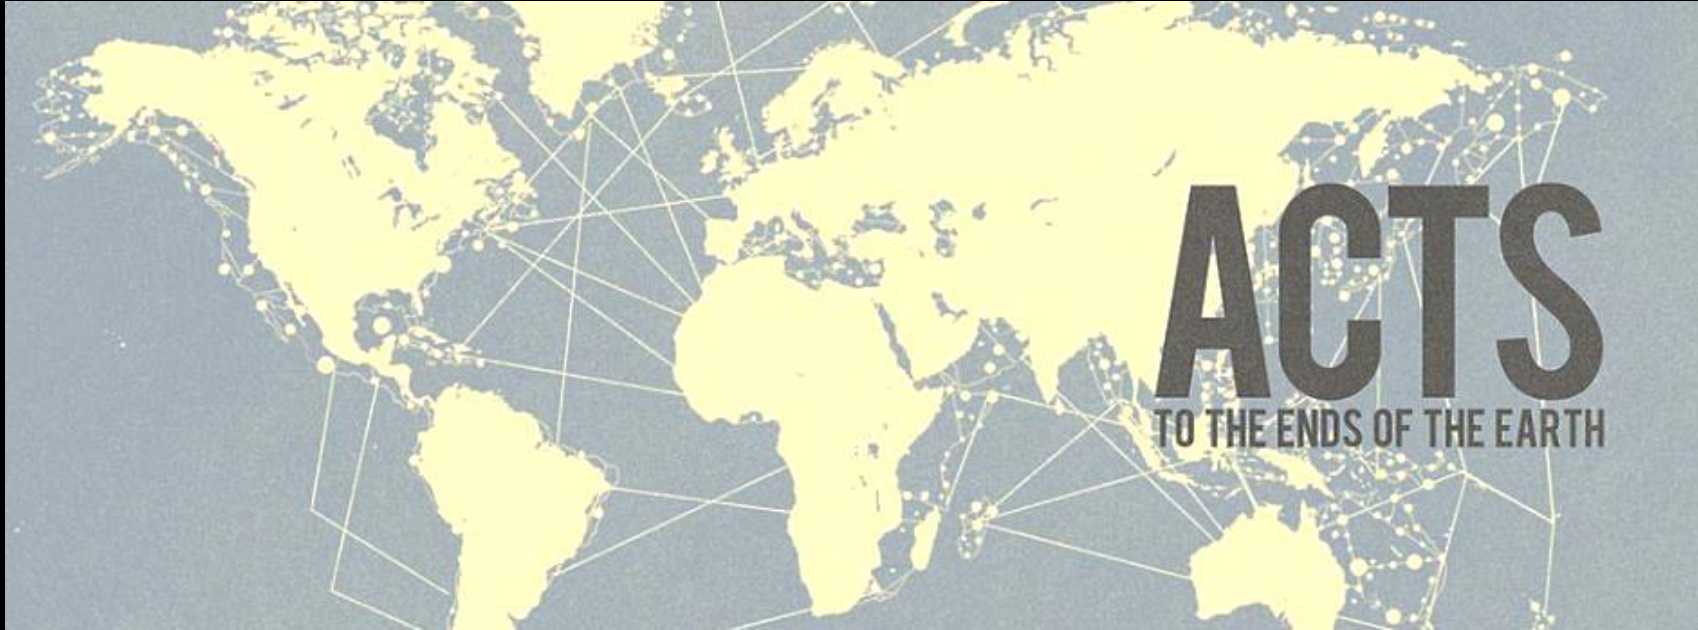 ACTS
TO THE ENDS OF THE EARTH